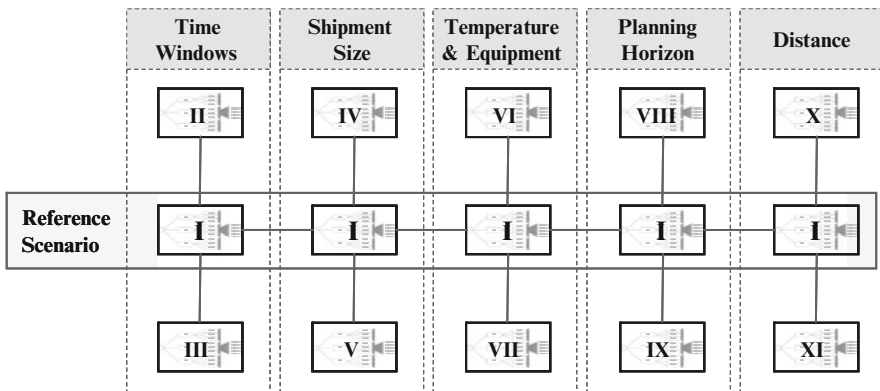 Time
Windows
Shipment
Size
Temperature
& Equipment
Planning
Horizon
Distance
II
IV
VI
VIII
X
Reference
Scenario
I
I
I
I
I
III
V
VII
IX
XI